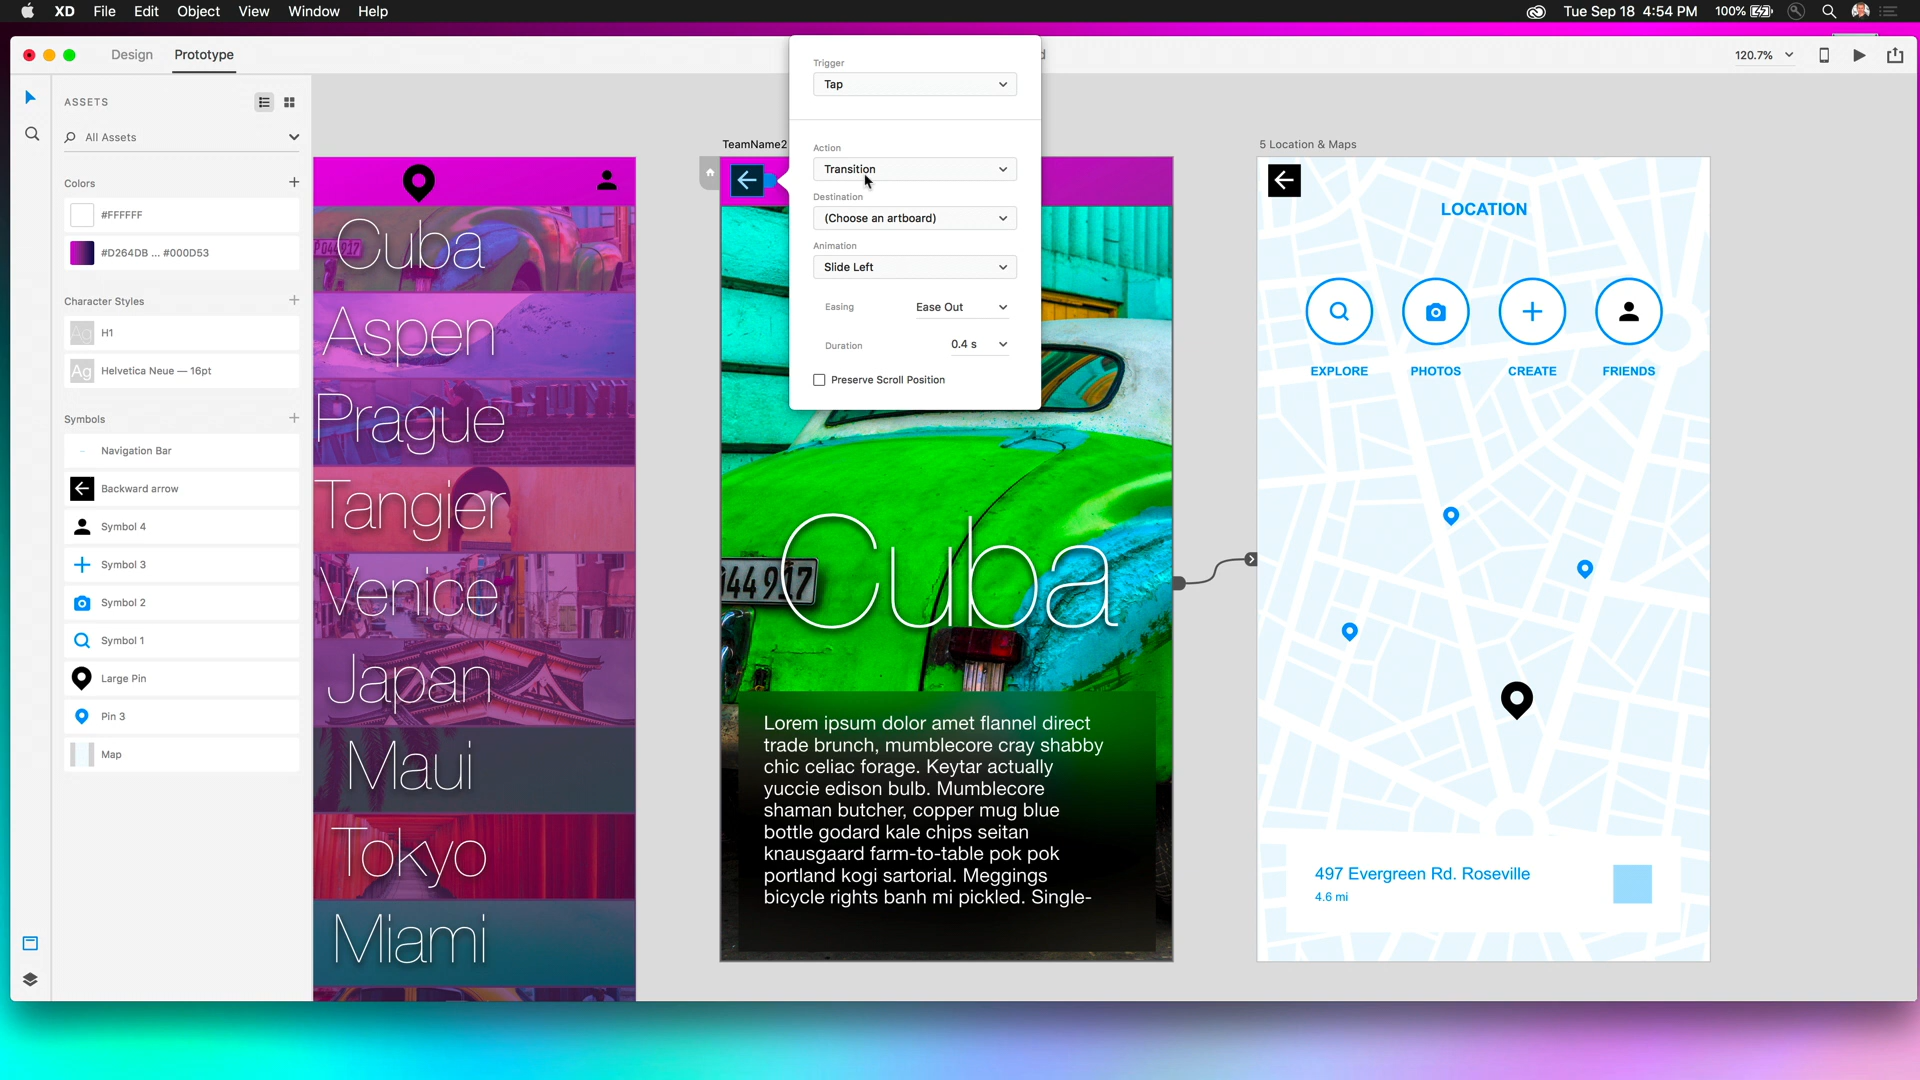 XD File Edit Object View Window Help
Tue Sep 18 4:54 PM 100%
Design Prototype
120.7%
ASSETS
All Assets
Colors
#FFFFFF
#D264DB ... #000D53
Character Styles
Ag H1
Ag Helvetica Neue — 16pt
Symbols
Navigation Bar
Backward arrow
Symbol 4
Symbol 3
Symbol 2
Symbol 1
Large Pin
Pin 3
Map
Cuba
Aspen
Prague
Tangier
Venice
Japan
Maui
Tokyo
Miami
TeamName2
Trigger
Tap
Action
Transition
Destination
(Choose an artboard)
Animation
Slide Left
Easing Ease Out
Duration 0.4 s
Preserve Scroll Position
Cuba
44 917
Lorem ipsum dolor amet flannel direct
trade brunch, mumblecore cray shabby
chic celiac forage. Keytar actually
yuccie edison bulb. Mumblecore
shaman butcher, copper mug blue
bottle godard kale chips seitan
knausgaard farm-to-table pok pok
portland kogi sartorial. Meggings
bicycle rights banh mi pickled. Single-
5 Location & Maps
LOCATION
EXPLORE PHOTOS CREATE FRIENDS
497 Evergreen Rd. Roseville
4.6 mi